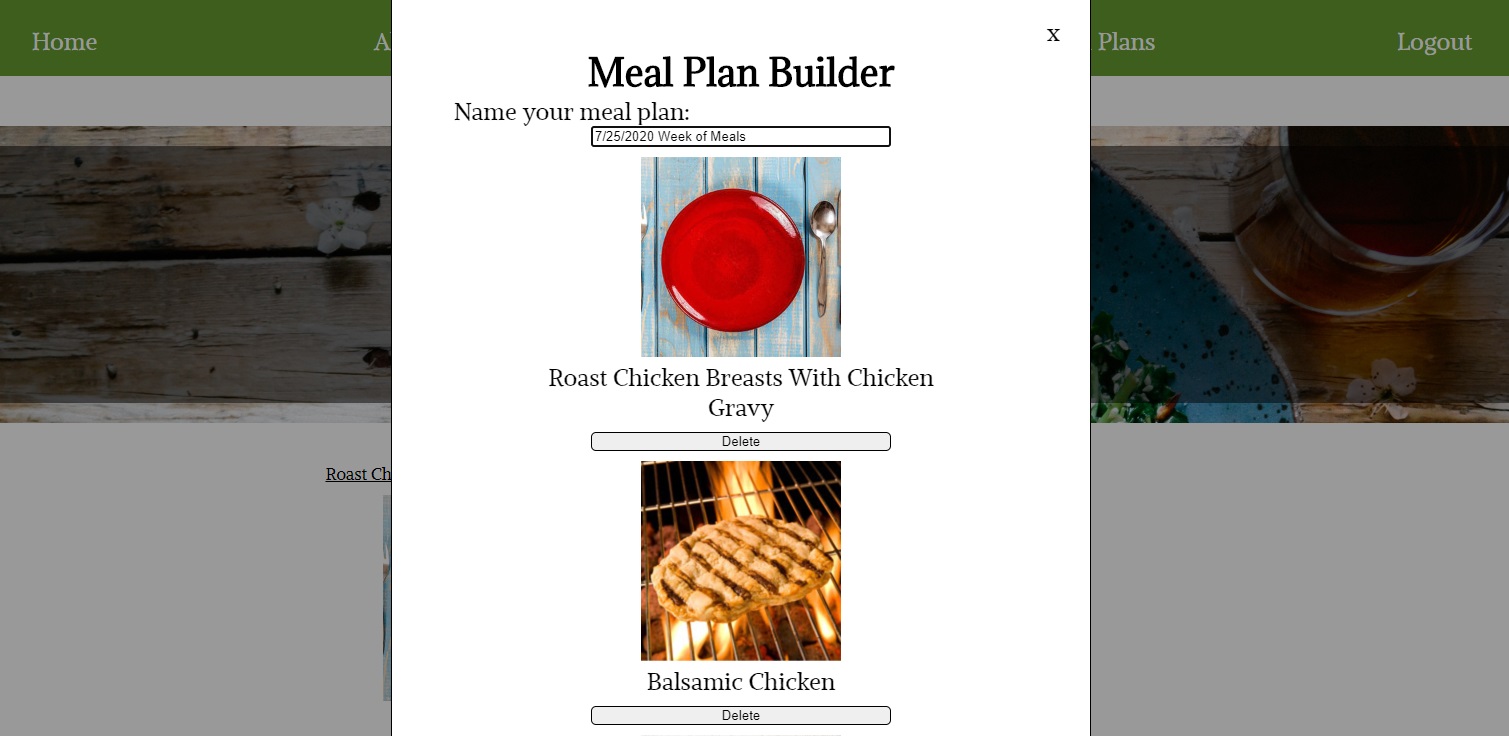 Home
Plans
Logout
x
Meal Plan Builder
Name your meal plan:
7/25/2020 Week of Meals
Roast Chicken Breasts With Chicken
Gravy
Delete
Roast
Balsamic Chicken
Delete